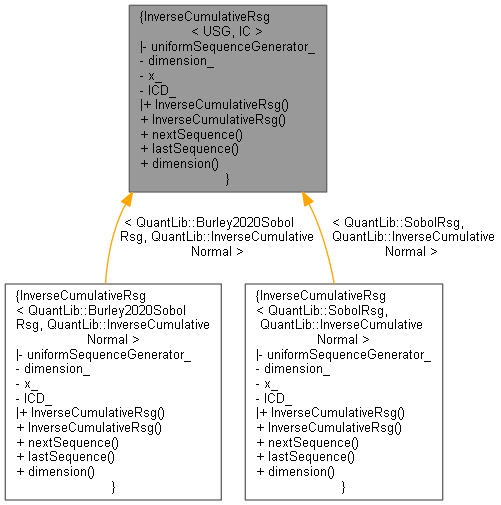 {InverseCumulativeRsg
< USG, IC >
|- uniformSequenceGenerator_
- dimension_
- x_
- ICD_
|+ InverseCumulativeRsg()
+ InverseCumulativeRsg()
+ nextSequence()
+ lastSequence()
+ dimension()
}
< QuantLib::Burley2020Sobol
Rsg, QuantLib::InverseCumulative
Normal >
< QuantLib::SobolRsg,
QuantLib::InverseCumulative
Normal >
{InverseCumulativeRsg
< QuantLib::Burley2020Sobol
Rsg, QuantLib::InverseCumulative
Normal >
|- uniformSequenceGenerator_
- dimension_
- x_
- ICD_
|+ InverseCumulativeRsg()
+ InverseCumulativeRsg()
+ nextSequence()
+ lastSequence()
+ dimension()
}
{InverseCumulativeRsg
< QuantLib::SobolRsg,
QuantLib::InverseCumulative
Normal >
|- uniformSequenceGenerator_
- dimension_
- x_
- ICD_
|+ InverseCumulativeRsg()
+ InverseCumulativeRsg()
+ nextSequence()
+ lastSequence()
+ dimension()
}